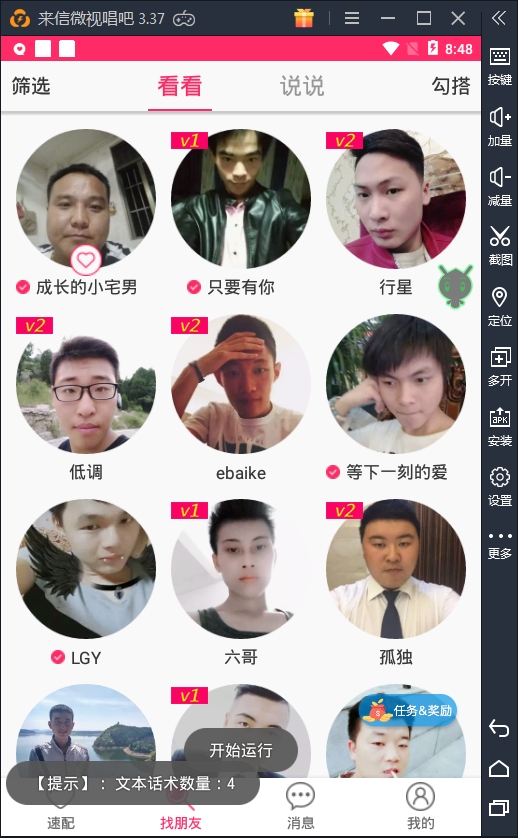 来信微视唱吧 3.37
8:48
筛选 看看 说说 勾搭
v1 v2
成长的小宅男 只要有你 行星
v2 v2
低调 ebaike 等下一刻的爱
v1 v2
LGY 六哥 孤独
v1
任务&奖励
开始运行
【提示】：文本话术数量：4
速配 找朋友 消息 我的
按键
加量
减量
截图
定位
多开
APK
安装
设置
更多